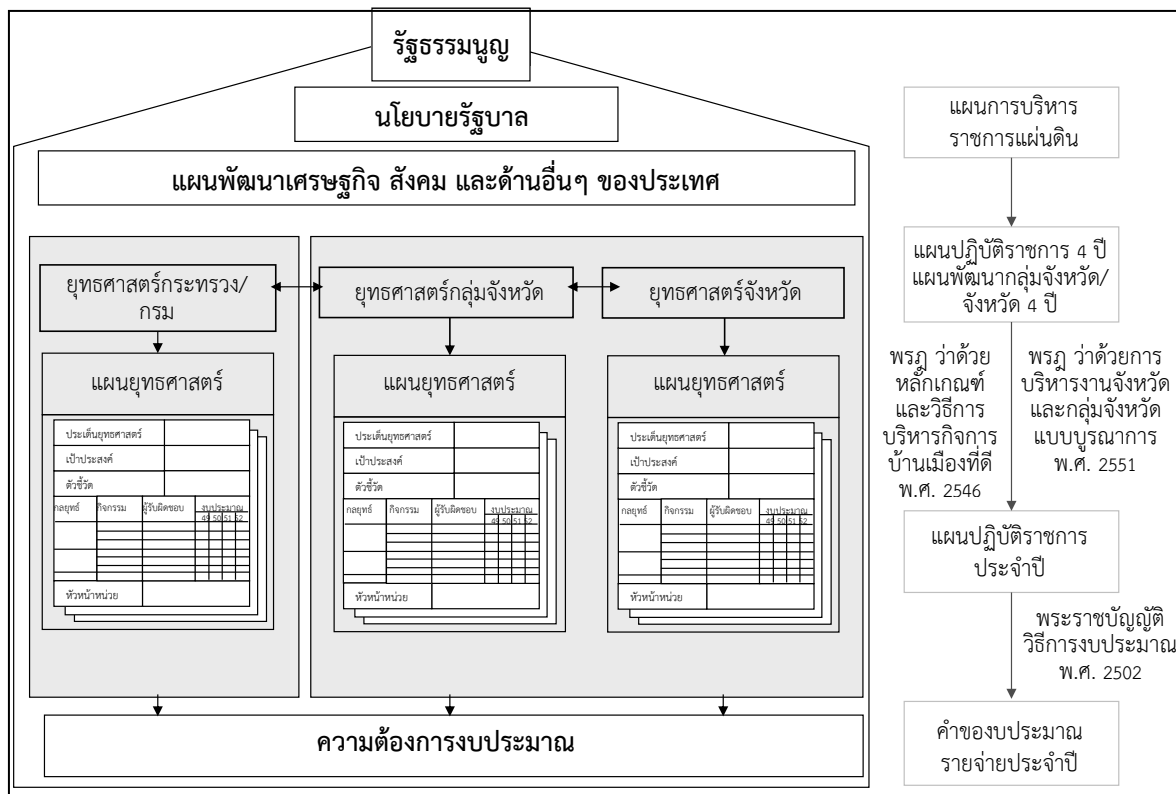 รัฐธรรมนูญ
นโยบายรัฐบาล
แผนพัฒนาเศรษฐกิจ สังคม และด้านอื่นๆ ของประเทศ
ยุทธศาสตร์กระทรวง/
กรม
ยุทธศาสตร์กลุ่มจังหวัด
ยุทธศาสตร์จังหวัด
แผนยุทธศาสตร์
ประเด็นยุทธศาสตร์
เป้าประสงค์
ตัวชี้วัด
กลยุทธ์ กิจกรรม ผู้รับผิดชอบ งบประมาณ
49 50 51 52
หัวหน้าหน่วย
แผนยุทธศาสตร์
ประเด็นยุทธศาสตร์
เป้าประสงค์
ตัวชี้วัด
กลยุทธ์ กิจกรรม ผู้รับผิดชอบ งบประมาณ
49 50 51 52
หัวหน้าหน่วย
แผนยุทธศาสตร์
ประเด็นยุทธศาสตร์
เป้าประสงค์
ตัวชี้วัด
กลยุทธ์ กิจกรรม ผู้รับผิดชอบ งบประมาณ
49 50 51 52
หัวหน้าหน่วย
ความต้องการงบประมาณ
แผนการบริหาร
ราชการแผ่นดิน
แผนปฏิบัติราชการ 4 ปี
แผนพัฒนากลุ่มจังหวัด/
จังหวัด 4 ปี
พรฎ ว่าด้วย
หลักเกณฑ์
และวิธีการ
บริหารกิจการ
บ้านเมืองที่ดี
พ.ศ. 2546
พรฎ ว่าด้วยการ
บริหารงานจังหวัด
และกลุ่มจังหวัด
แบบบูรณาการ
พ.ศ. 2551
แผนปฏิบัติราชการ
ประจำปี
พระราชบัญญัติ
วิธีการงบประมาณ
พ.ศ. 2502
คำของบประมาณ
รายจ่ายประจำปี